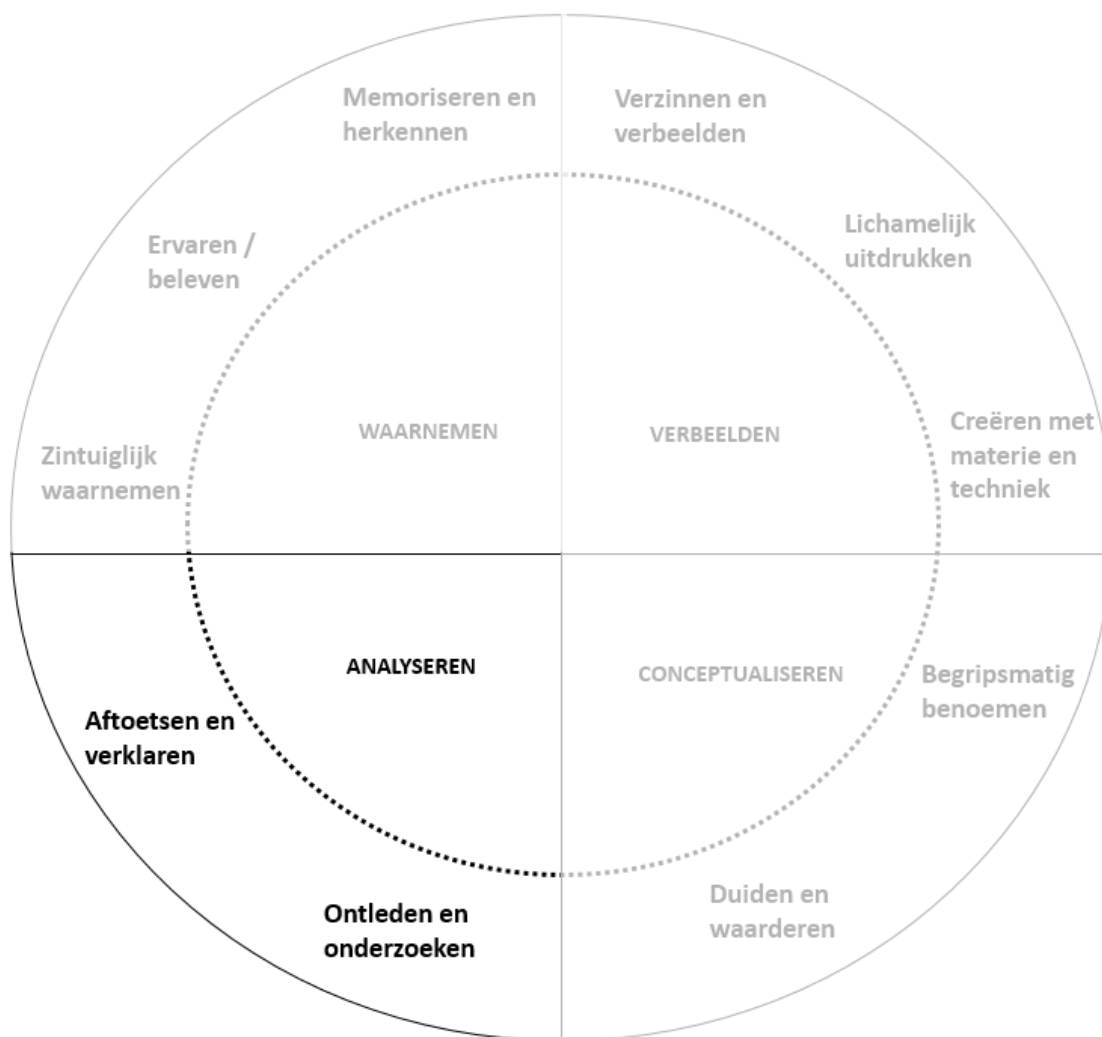 Memoriseren en
herkennen
Verzinnen en
verbeelden
Ervaren /
beleven
Lichamelijk
uitdrukken
WAARNEMEN
VERBEELDEN
Zintuiglijk
waarnemen
Creëren met
materie en
techniek
ANALYSEREN
CONCEPTUALISEREN
Aftoetsen en
verklaren
Begripsmatig
benoemen
Ontleden en
onderzoeken
Duiden en
waarderen